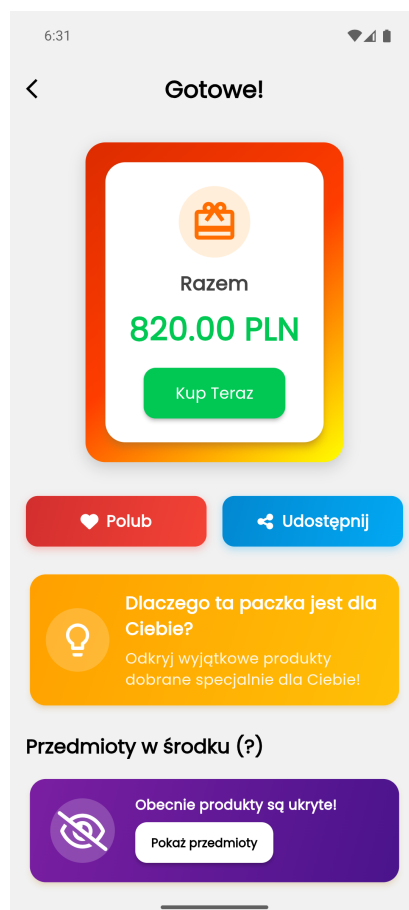 6:31
Gotowe!
Razem
820.00 PLN
Kup Teraz
Polub
Udostępnij
Dlaczego ta paczka jest dla
Ciebie?
Odkryj wyjątkowe produkty
dobrane specjalnie dla Ciebie!
Przedmioty w środku (?)
Obecnie produkty są ukryte!
Pokaż przedmioty